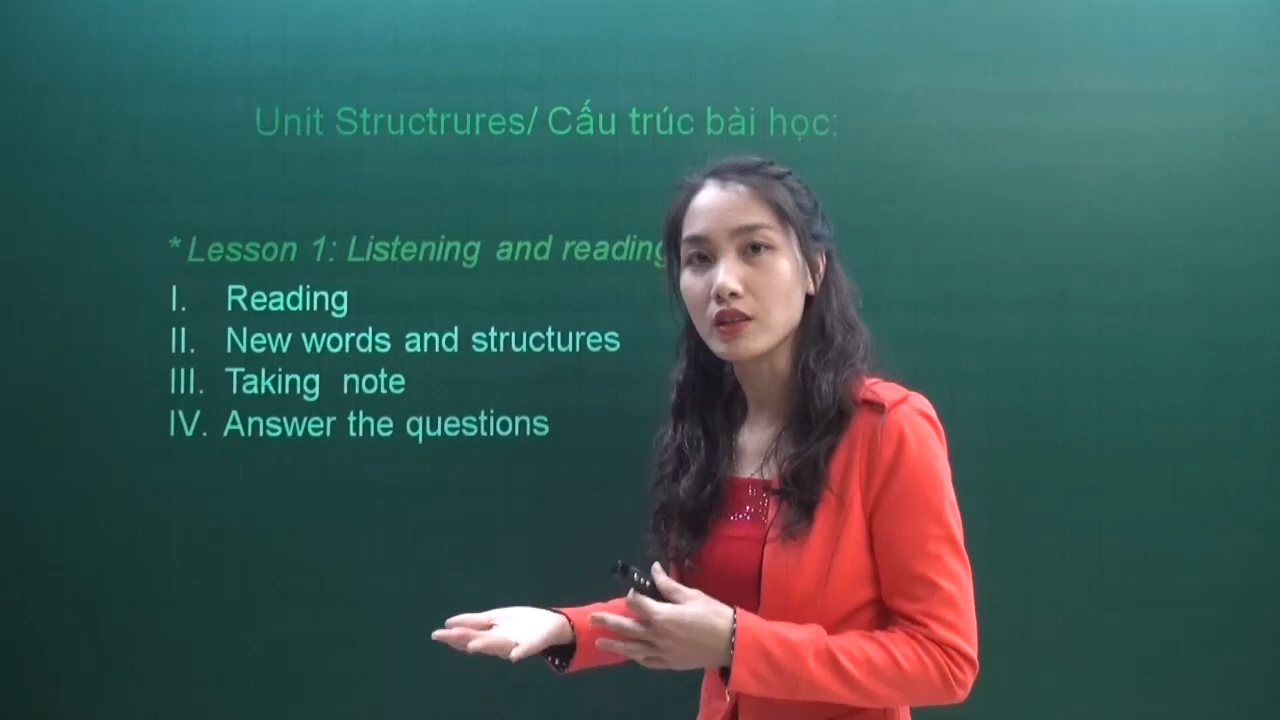 Unit Structrures/ Cấu trúc bài học:
* Lesson 1: Listening and reading
I. Reading
II. New words and structures
III. Taking note
IV. Answer the questions